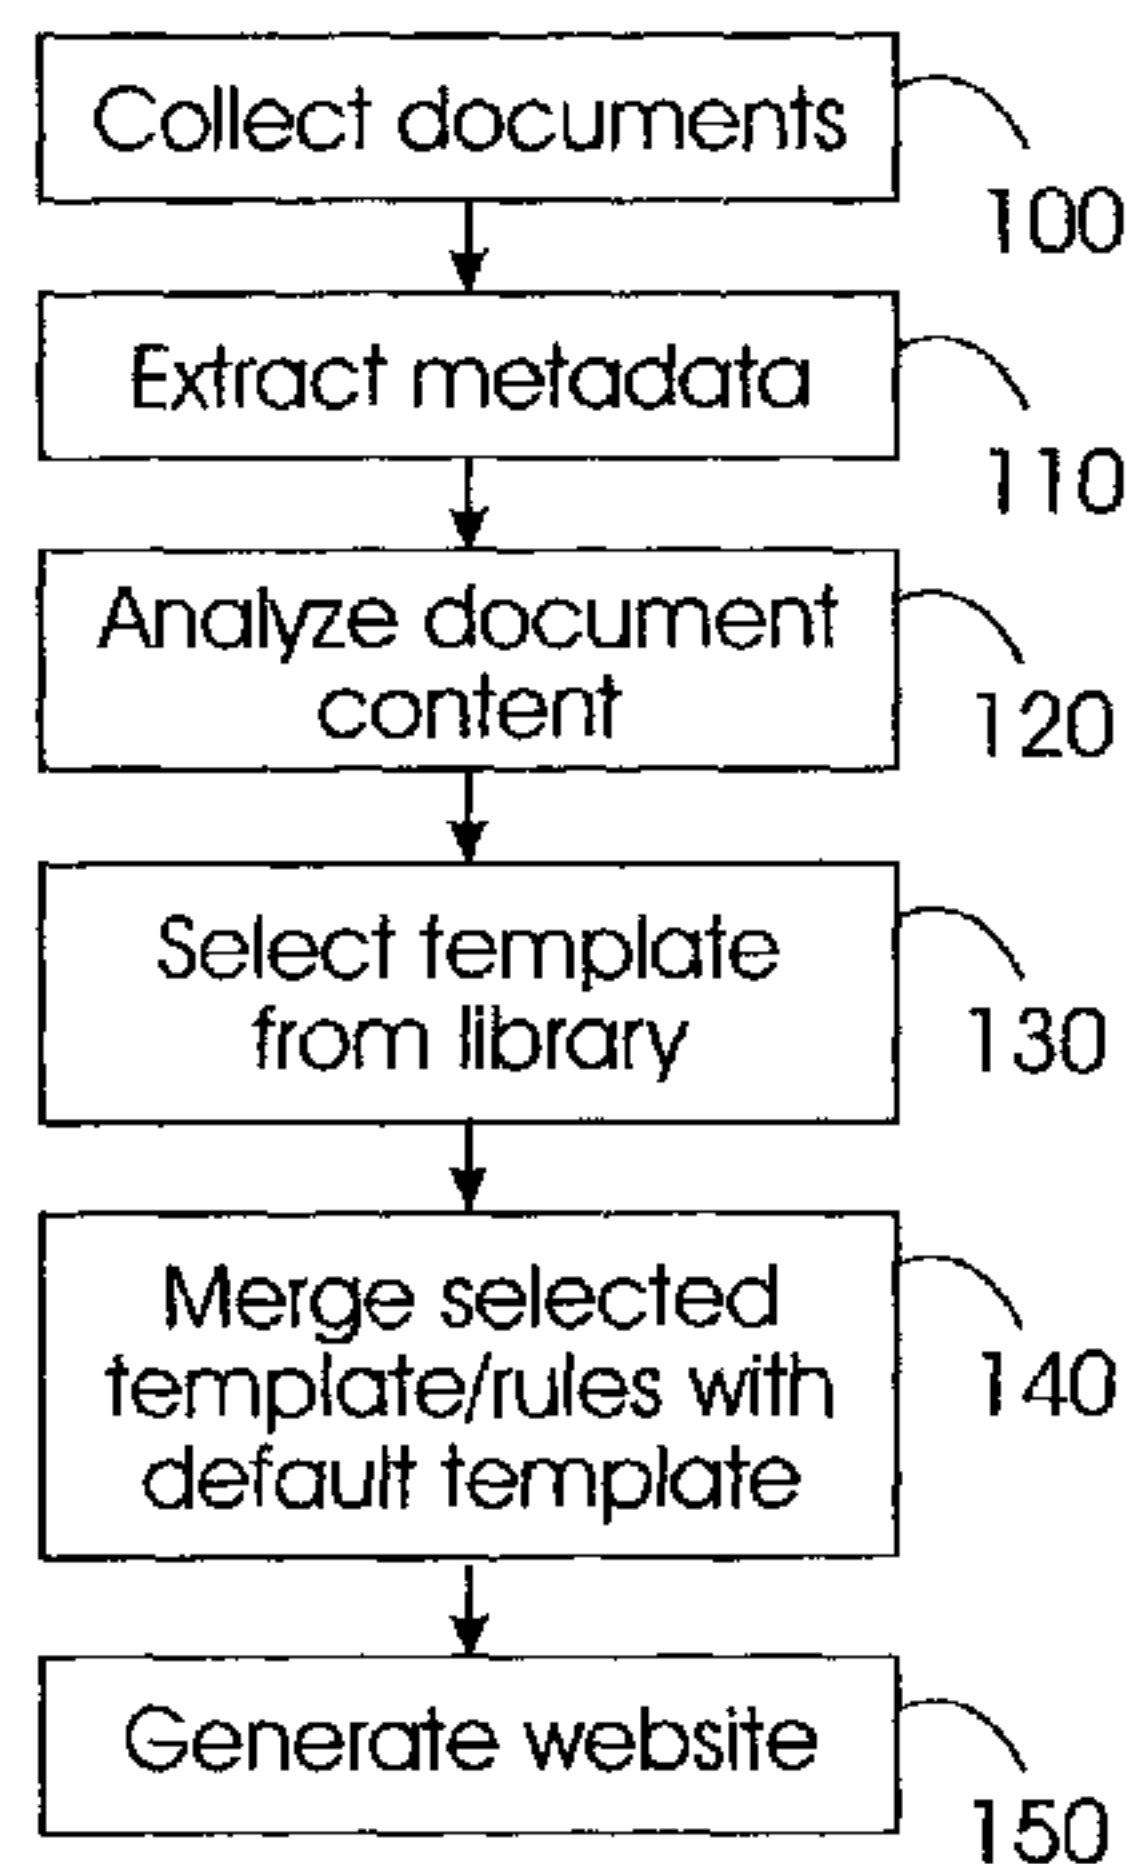 Collect documents
100
Extract metadata
110
Analyze document
content
120
Select template
from library
130
Merge selected
template/rules with
default template
140
Generate website
150